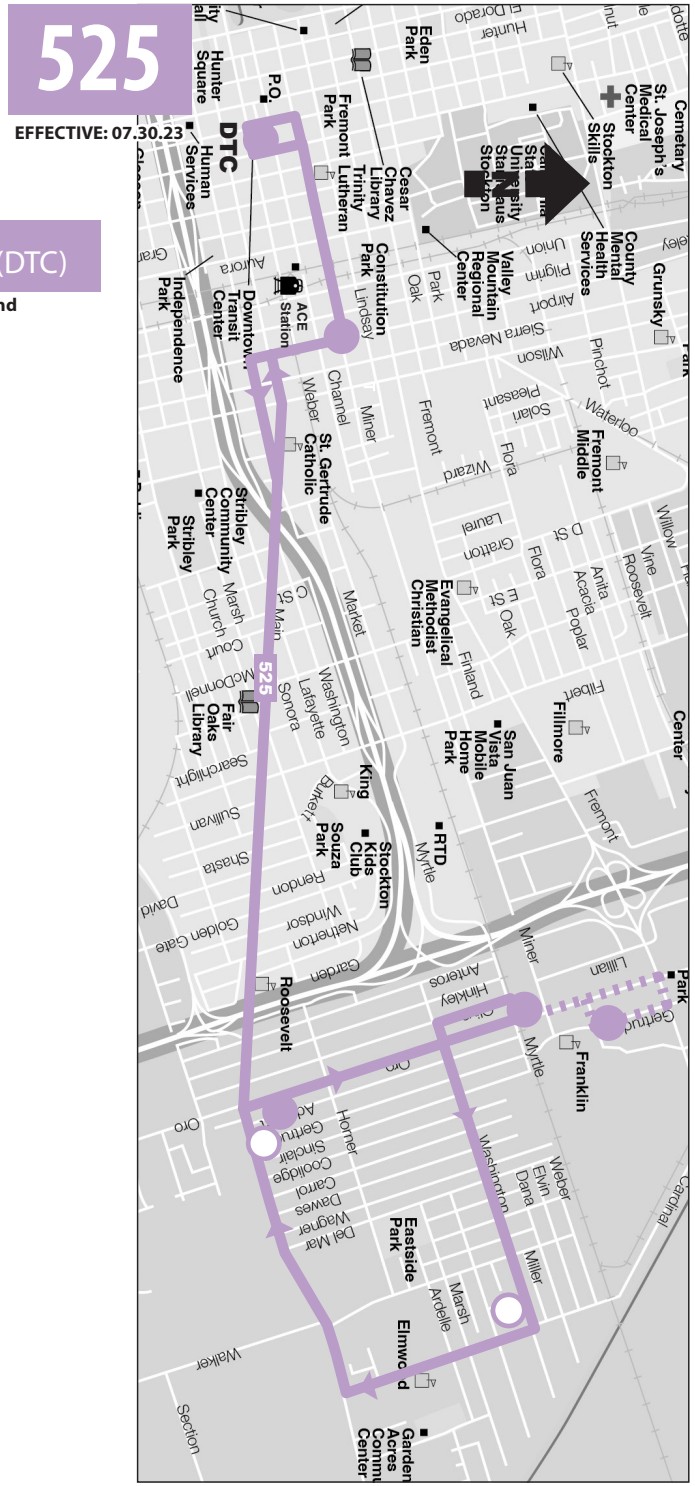 525
EFFECTIVE: 07.30.23
(DTC)
Hunter
Square
P.O.
DTC
Human
Services
Fremont
Park
Eden
Park
El Dorado
Hunter
Cemetary
St. Joseph's
Medical
Center
Stockton
Skills
Trinity
Lutheran
Cesar
Chavez
Library
N
County
Mental
Health
Services
Valley
Mountain
Regional
Center
Constitution
Park
Lindsay
Park
Oak
Union
Pilgrim
Airport
Sierra Nevada
Wilson
Grunsky
Pinchot
Aurora
Independence
Park
Downtown
Transit
Center
ACE
Station
Weber
Channel
Miner
Fremont
Pleasant
Solari
Flora
Waterloo
Fremont
Middle
St. Gertrude
Catholic
Wizard
Stribley
Community
Center
Stribley
Park
Laurel
Gratton
Flora
D St
Willow
Vine
Roosevelt
Anita
Acacia
Poplar
E St
Oak
Evangelical
Methodist
Christian
Marsh
Church
Court
C St
Main
Market
McDonnell
525
Finland
Filbert
Fillmore
Center
Fair
Oaks
Library
Sonora
Lafayette
Washington
San Juan
Vista
Mobile
Home
Park
Searchlight
King
Burkett
Sullivan
Souza
Park
Stockton
Kids
Club
RTD
Myrtle
Fremont
Shasta
Rendon
Windsor
Netherton
David
Golden Gate
Garden
Roosevelt
Anteros
Hinkley
Miner
Lillian
Park
Myrtle
Franklin
Oro
Oro
Horner
Sinclair
Coolidge
Carrol
Dawes
Wagner
Del Mar
Washington
Weber
Elvin
Dana
Cardinal
Eastside
Park
Miller
Marsh
Ardelle
Elmwood
Walker
Section
Garden
Acres
Center